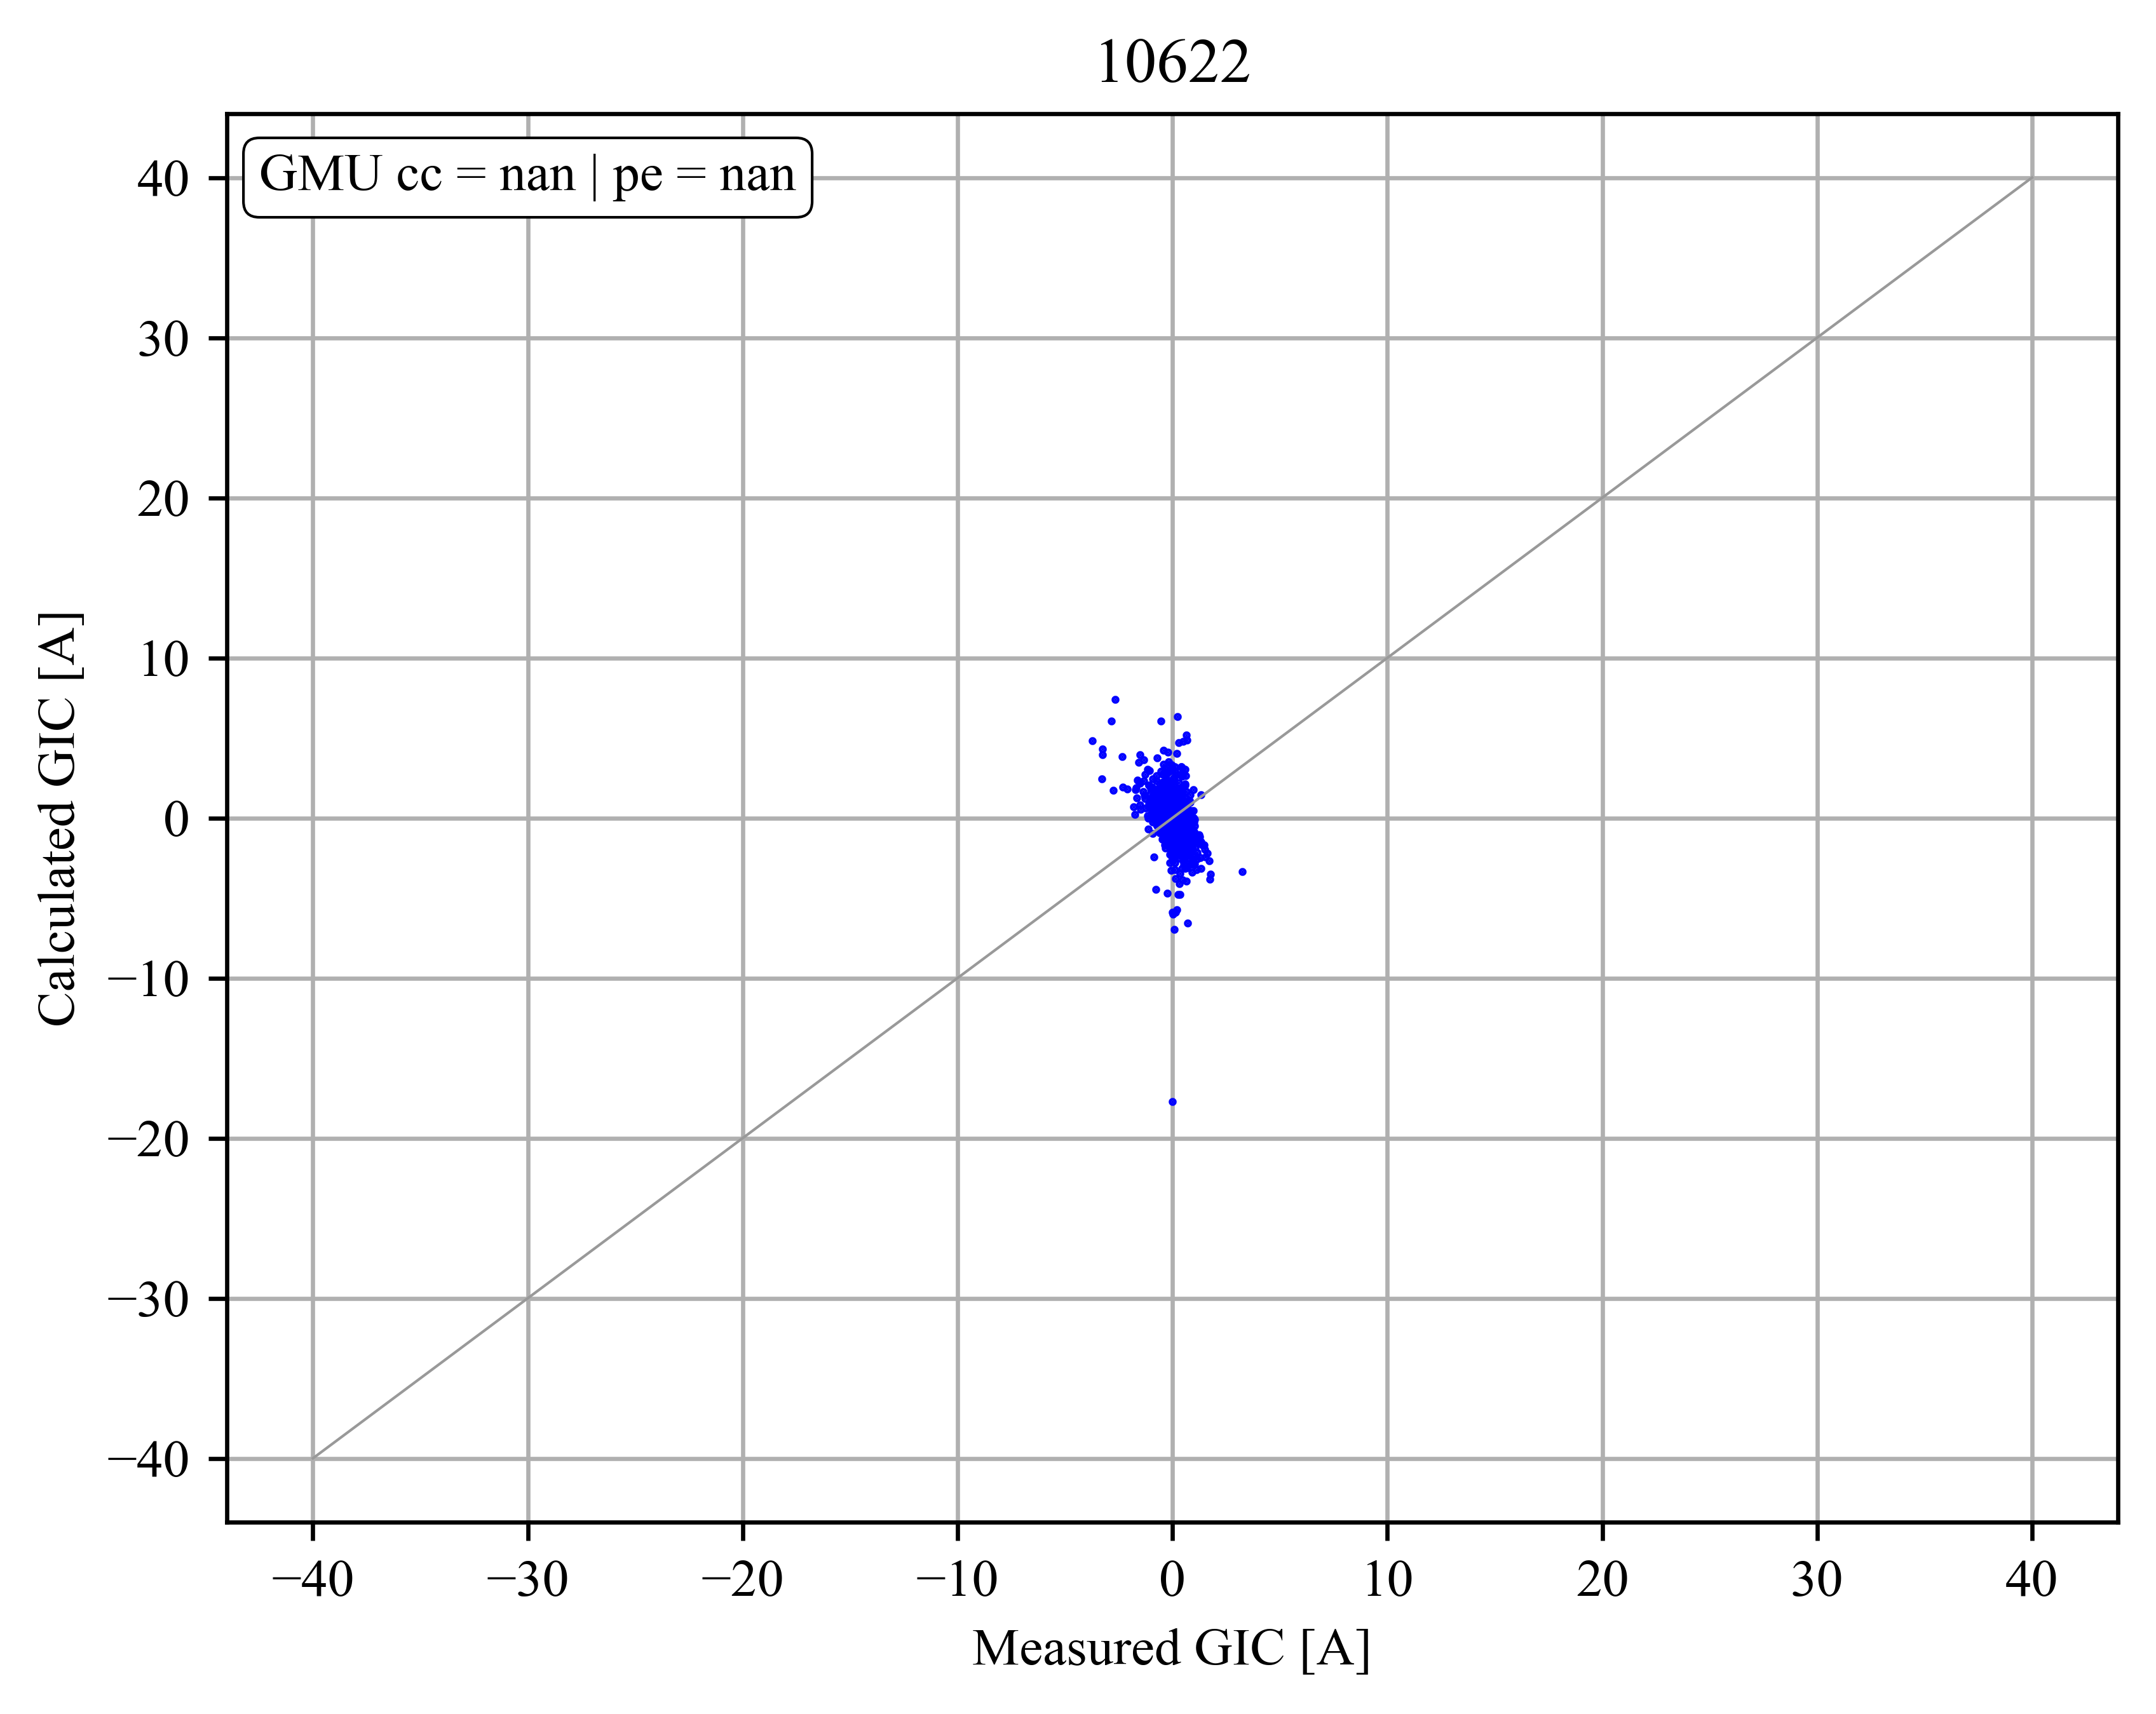 10622
GMU cc = nan | pe = nan
40
30
20
10
0
−10
−20
−30
−40
Calculated GIC [A]
−40 −30 −20 −10 0 10 20 30 40
Measured GIC [A]